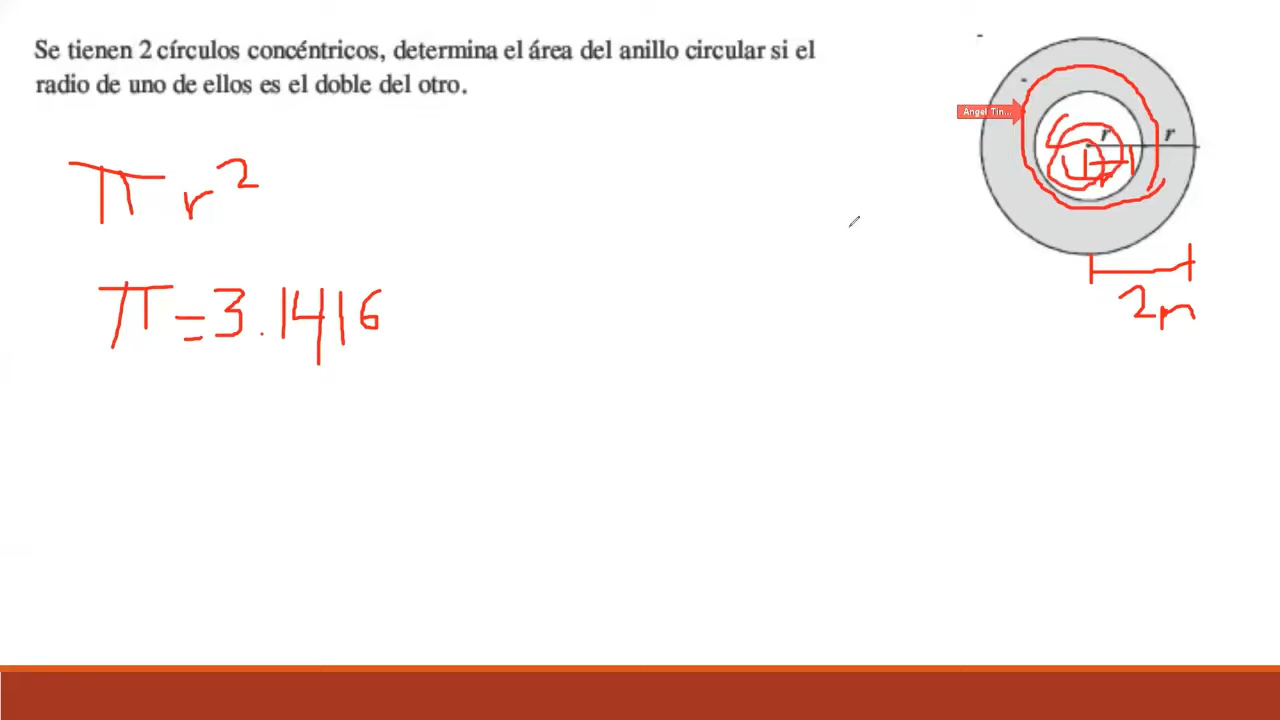 Se tienen 2 círculos concéntricos, determina el área del anillo circular si el
radio de uno de ellos es el doble del otro.
Angel Tin...
r r
r
π r²
2m
π = 3.1416